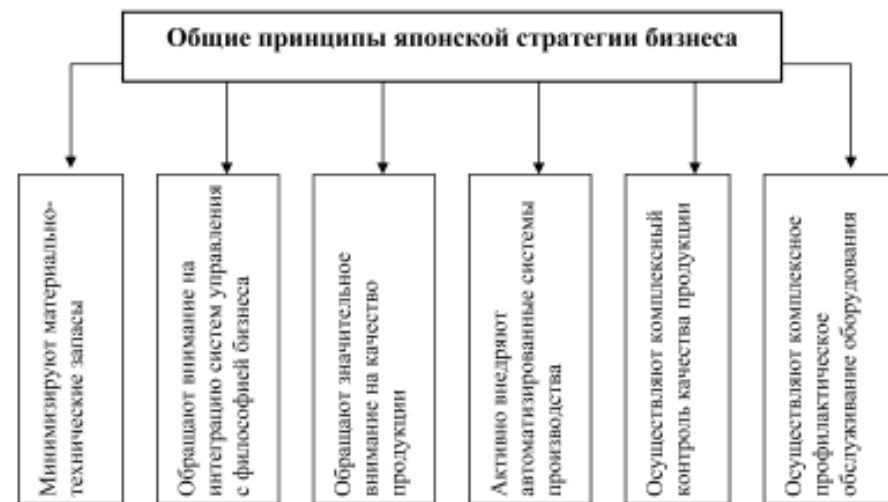 Общие принципы японской стратегии бизнеса
Минимизируют материально-
технические запасы
Обращают внимание на
интеграцию систем управления
с философией бизнеса
Обращают значительное
внимание на качество
продукции
Активно внедряют
автоматизированные системы
производства
Осуществляют комплексный
контроль качества продукции
Осуществляют комплексное
профилактическое
обслуживание оборудования